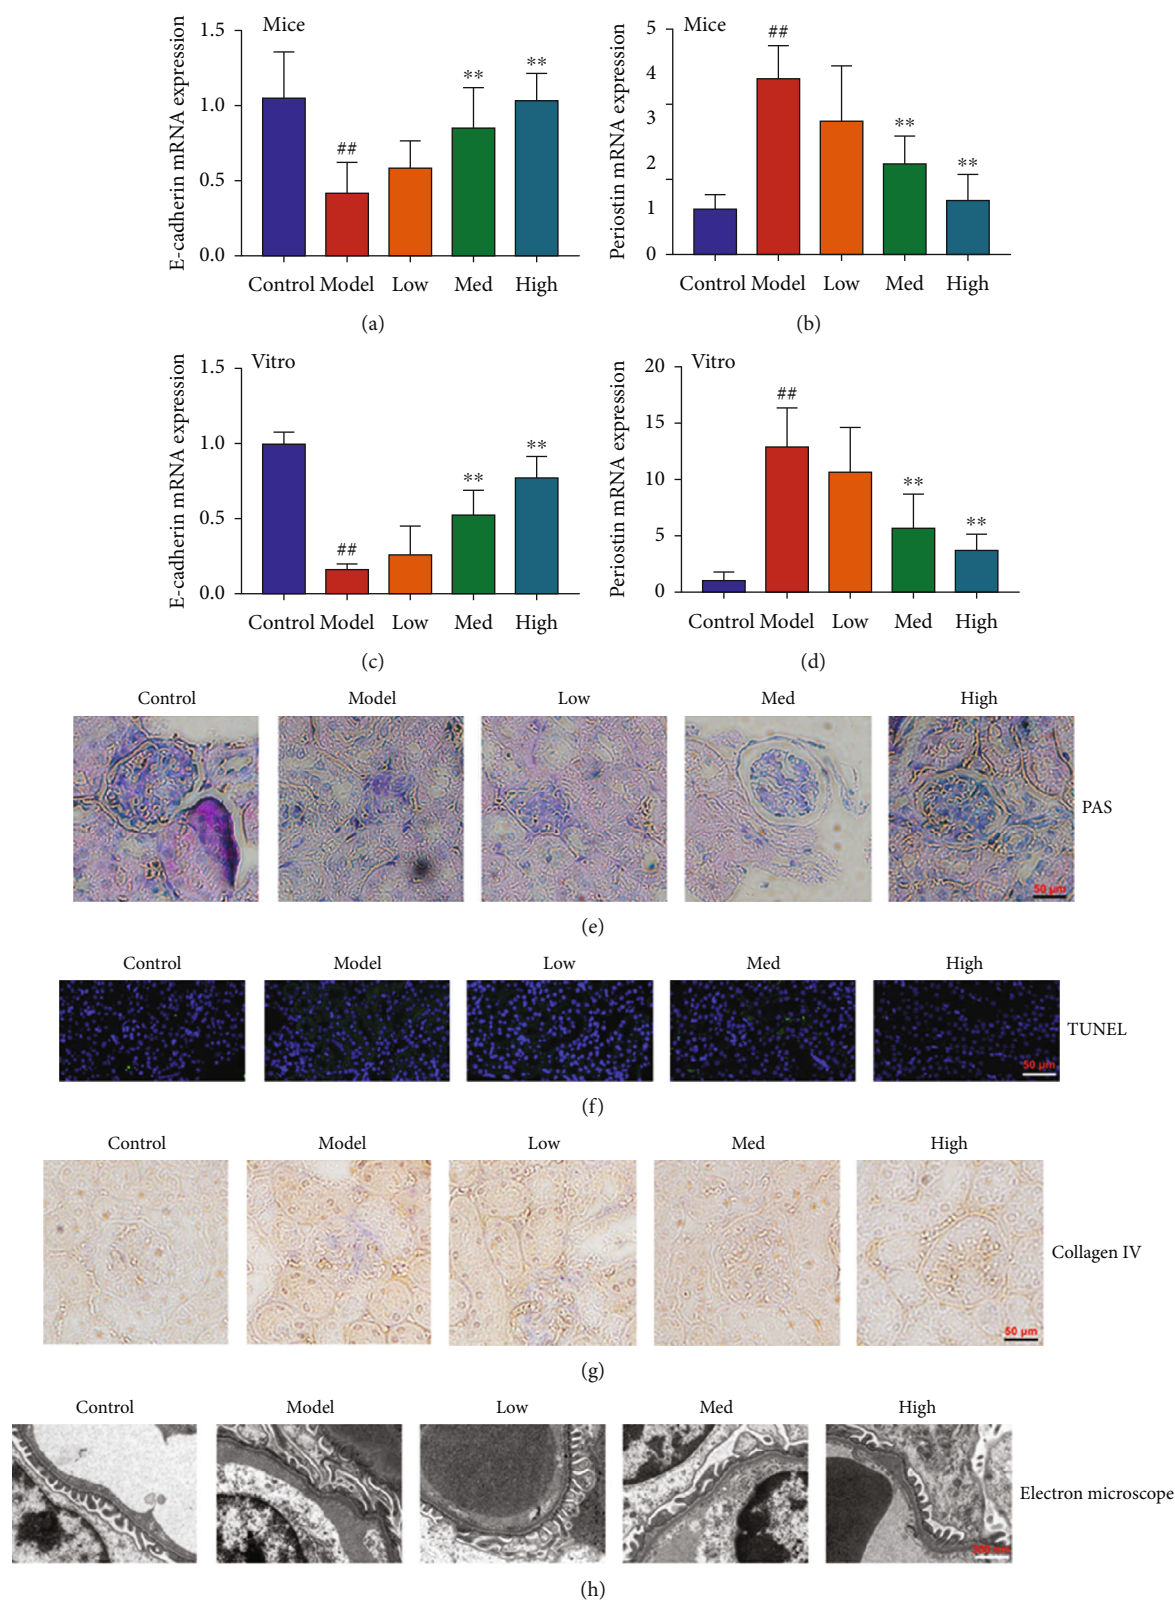 Mice
E-cadherin mRNA expression
1.5
1.0
0.5
0.0
##
**
**
Control Model Low Med High
(a)
Mice
Periostin mRNA expression
5
4
3
2
1
0
##
**
**
Control Model Low Med High
(b)
Vitro
E-cadherin mRNA expression
1.5
1.0
0.5
0.0
##
**
**
Control Model Low Med High
(c)
Vitro
Periostin mRNA expression
20
15
10
5
0
##
**
**
Control Model Low Med High
(d)
Control Model Low Med High
PAS
50 μm
(e)
Control Model Low Med High
TUNEL
50 μm
(f)
Control Model Low Med High
Collagen IV
50 μm
(g)
Control Model Low Med High
Electron microscope
(h)